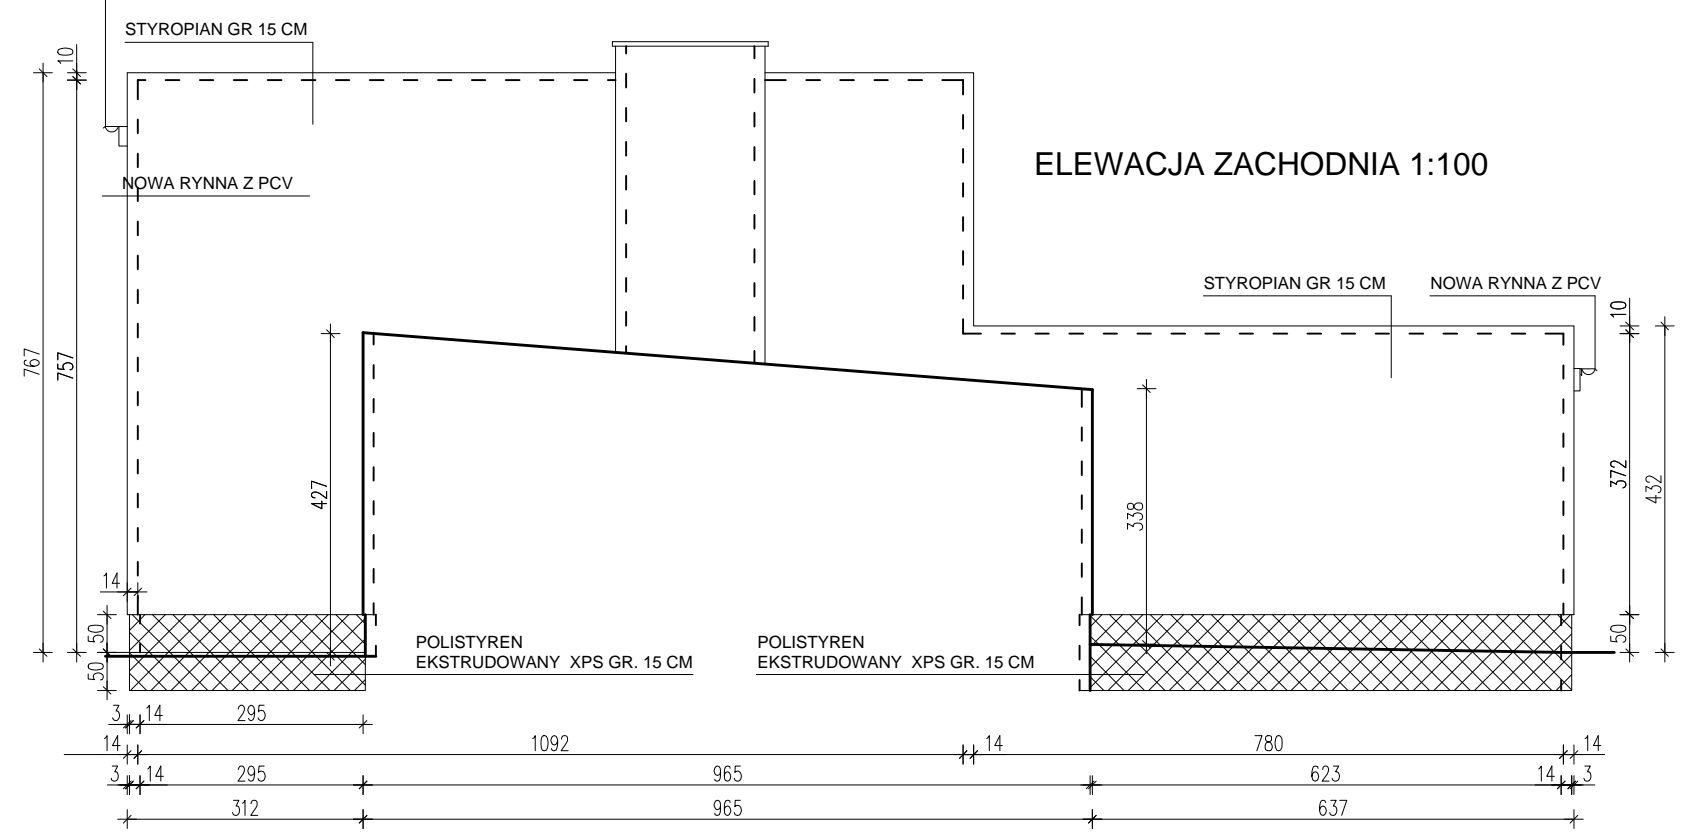 STYROPIAN GR 15 CM
10
NOWA RYNNA Z PCV
ELEWACJA ZACHODNIA 1:100
STYROPIAN GR 15 CM
NOWA RYNNA Z PCV
10
767
757
427
338
372
432
14
50
50
50
POLISTYREN
EKSTRUDOWANY XPS GR. 15 CM
POLISTYREN
EKSTRUDOWANY XPS GR. 15 CM
3 14 295
14 1092 14 780 14
3 14 295 965 623 14 3
312 965 637